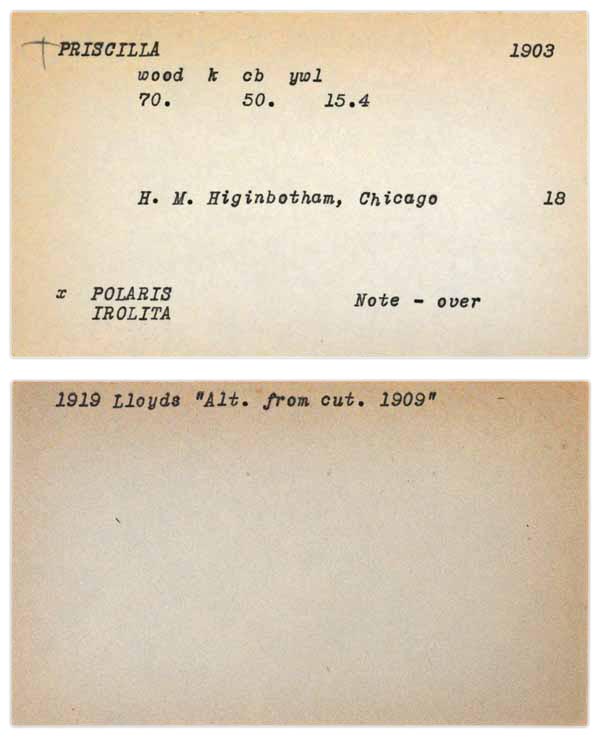 PRISCILLA 1903
wood k cb ywl
70. 50. 15.4
H. M. Higinbotham, Chicago 18
x POLARIS
IROLITA
Note - over
1919 Lloyds "Alt. from cut. 1909"